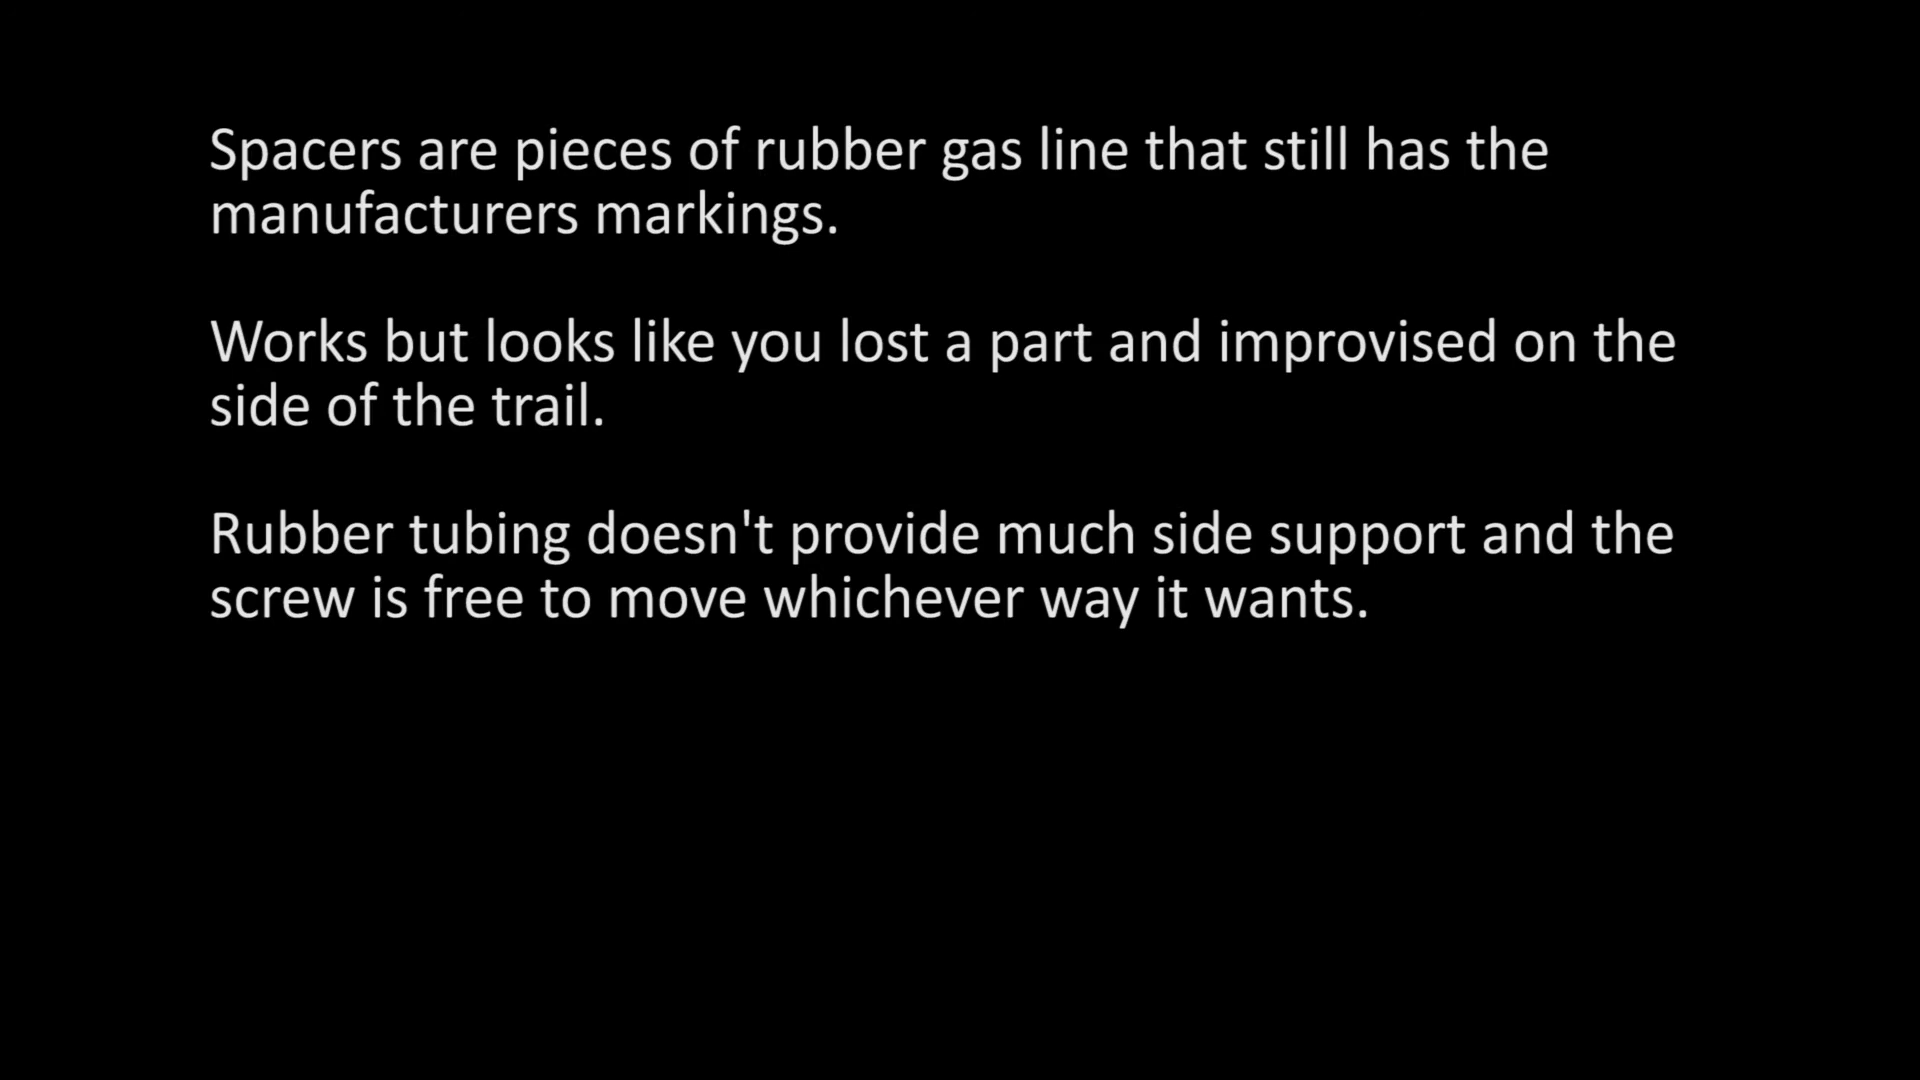 Spacers are pieces of rubber gas line that still has the
manufacturers markings.
Works but looks like you lost a part and improvised on the
side of the trail.
Rubber tubing doesn't provide much side support and the
screw is free to move whichever way it wants.